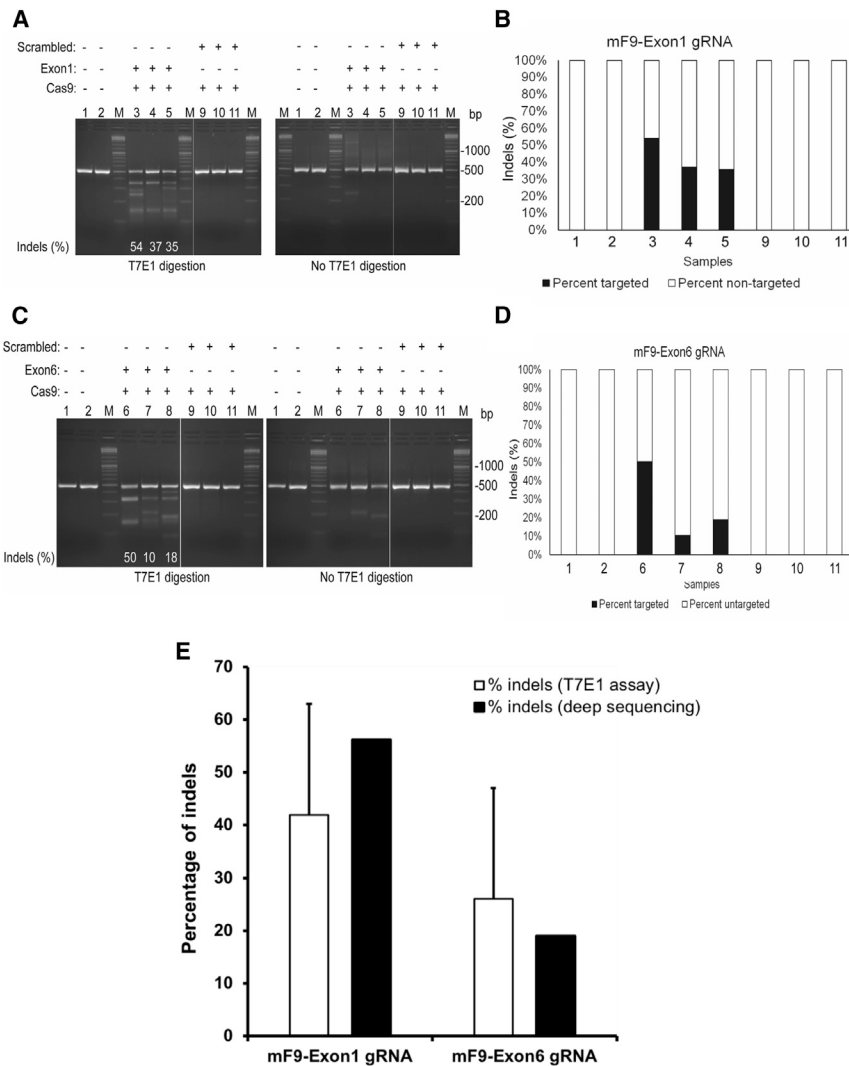 A
Scrambled: - - - - - + + + - - - - - + + +
Exon1: - - + + + - - - - - + + + - - -
Cas9: - - + + + + + + - - + + + + + +
1 2 M 3 4 5 M 9 10 11 M M 1 2 M 3 4 5 9 10 11 M bp
-1000
-500
-200
Indels (%) 54 37 35
T7E1 digestion No T7E1 digestion
B
mF9-Exon1 gRNA
100%
90%
80%
70%
60%
50%
40%
30%
20%
10%
0%
Indels (%)
1 2 3 4 5 9 10 11
Samples
Percent targeted Percent non-targeted
C
Scrambled: - - - - - + + + - - - - - + + +
Exon6: - - + + + - - - - - + + + - - -
Cas9: - - + + + + + + - - + + + + + +
1 2 M 6 7 8 9 10 11 M 1 2 M 6 7 8 9 10 11 M bp
-1000
-500
-200
Indels (%) 50 10 18
T7E1 digestion No T7E1 digestion
D
mF9-Exon6 gRNA
100%
90%
80%
70%
60%
50%
40%
30%
20%
10%
0%
Indels (%)
1 2 6 7 8 9 10 11
Samples
Percent targeted Percent untargeted
E
70
60
50
40
30
20
10
0
Percentage of indels
% indels (T7E1 assay)
% indels (deep sequencing)
mF9-Exon1 gRNA mF9-Exon6 gRNA